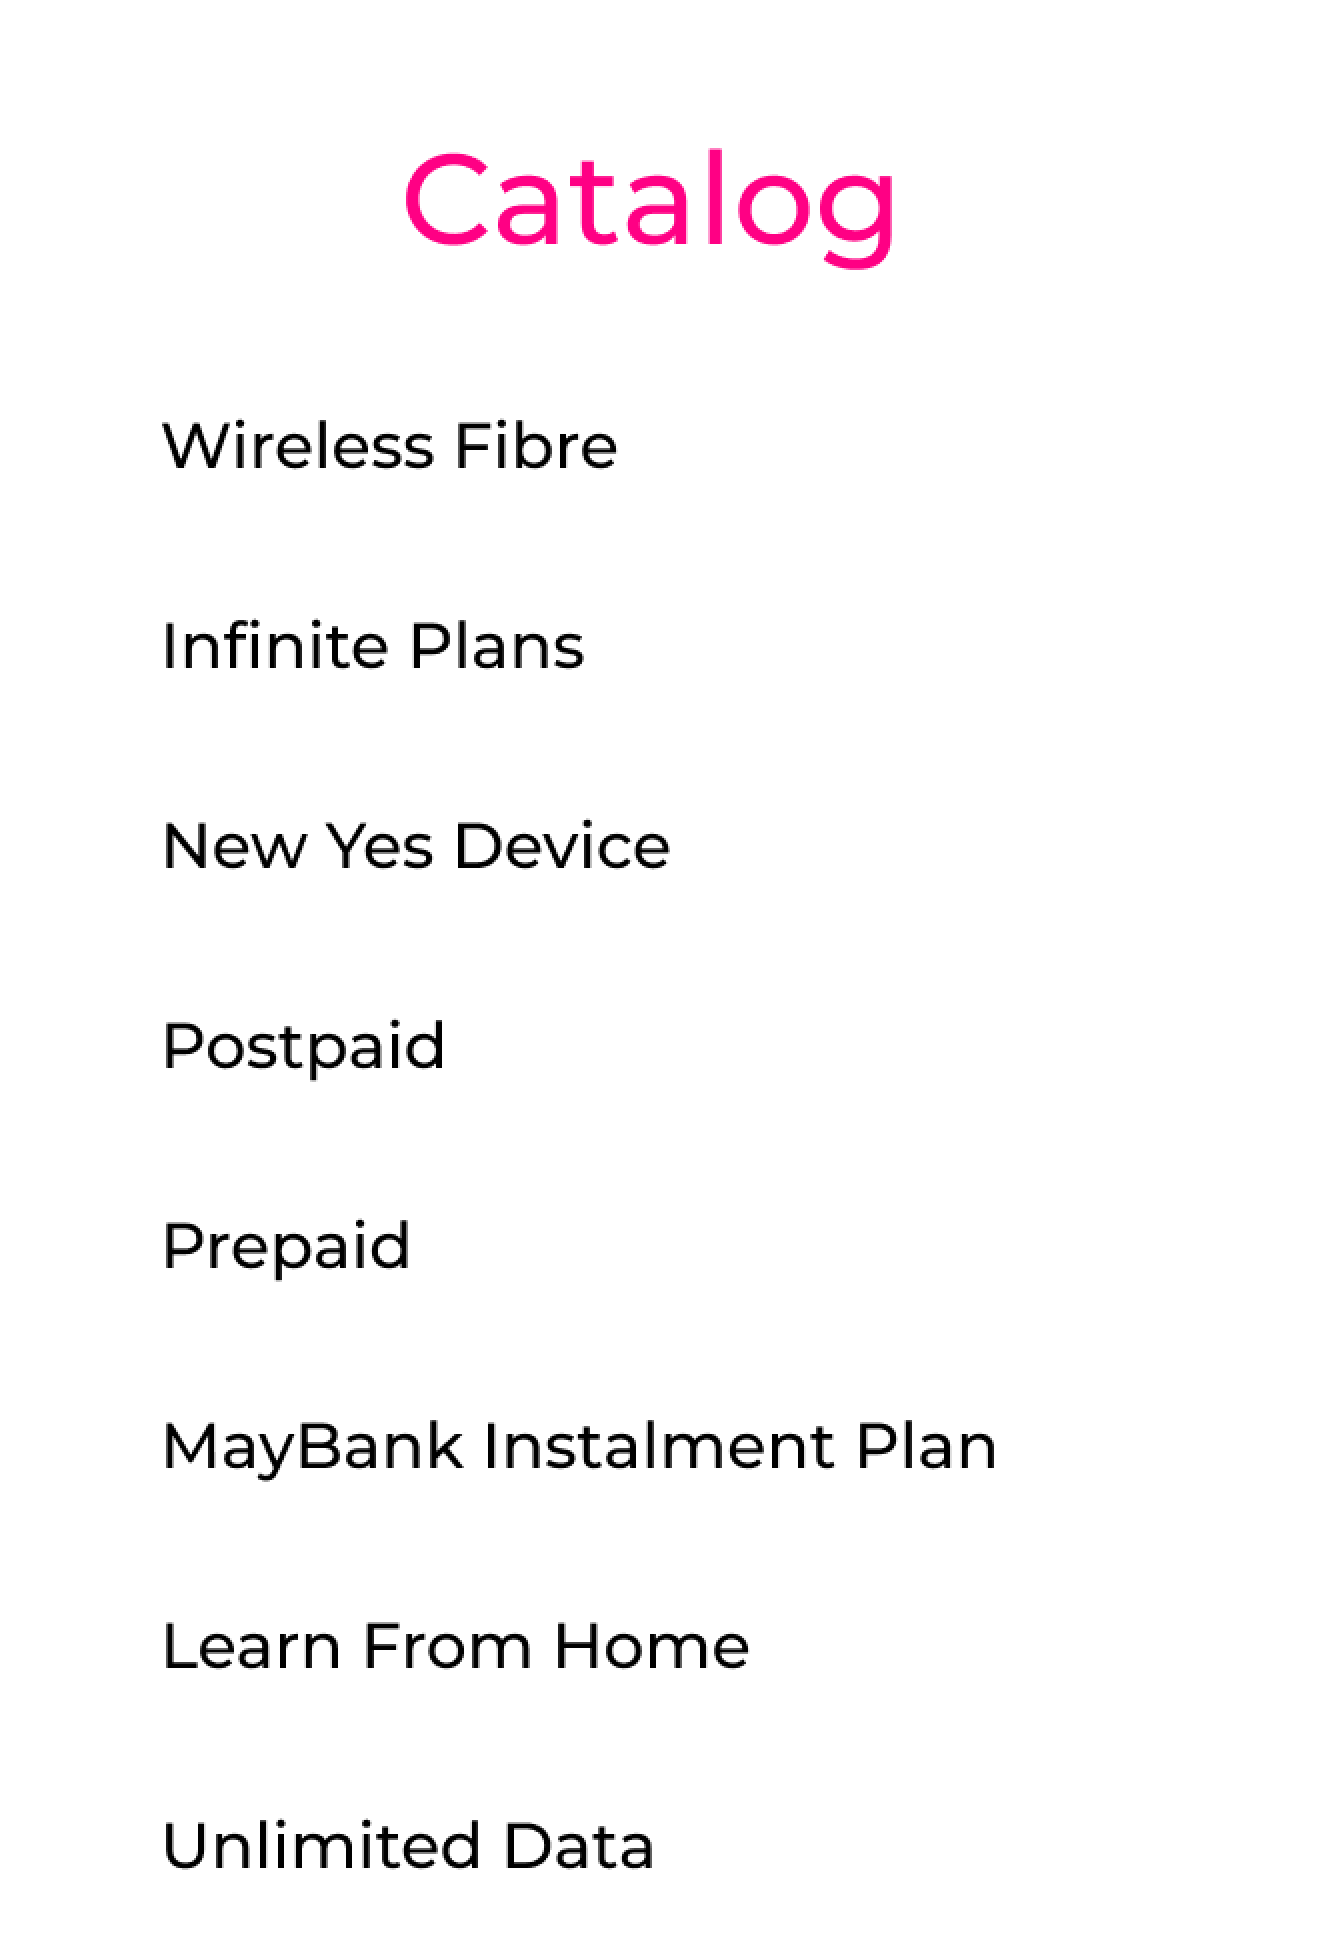 Catalog
Wireless Fibre
Infinite Plans
New Yes Device
Postpaid
Prepaid
MayBank Instalment Plan
Learn From Home
Unlimited Data